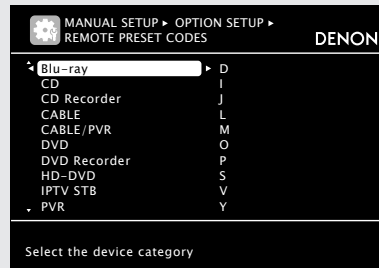 MANUAL SETUP ▸ OPTION SETUP ▸
REMOTE PRESET CODES
DENON
Blu-ray ▸ D
CD I
CD Recorder J
CABLE L
CABLE/PVR M
DVD O
DVD Recorder P
HD-DVD S
IPTV STB V
PVR Y
Select the device category